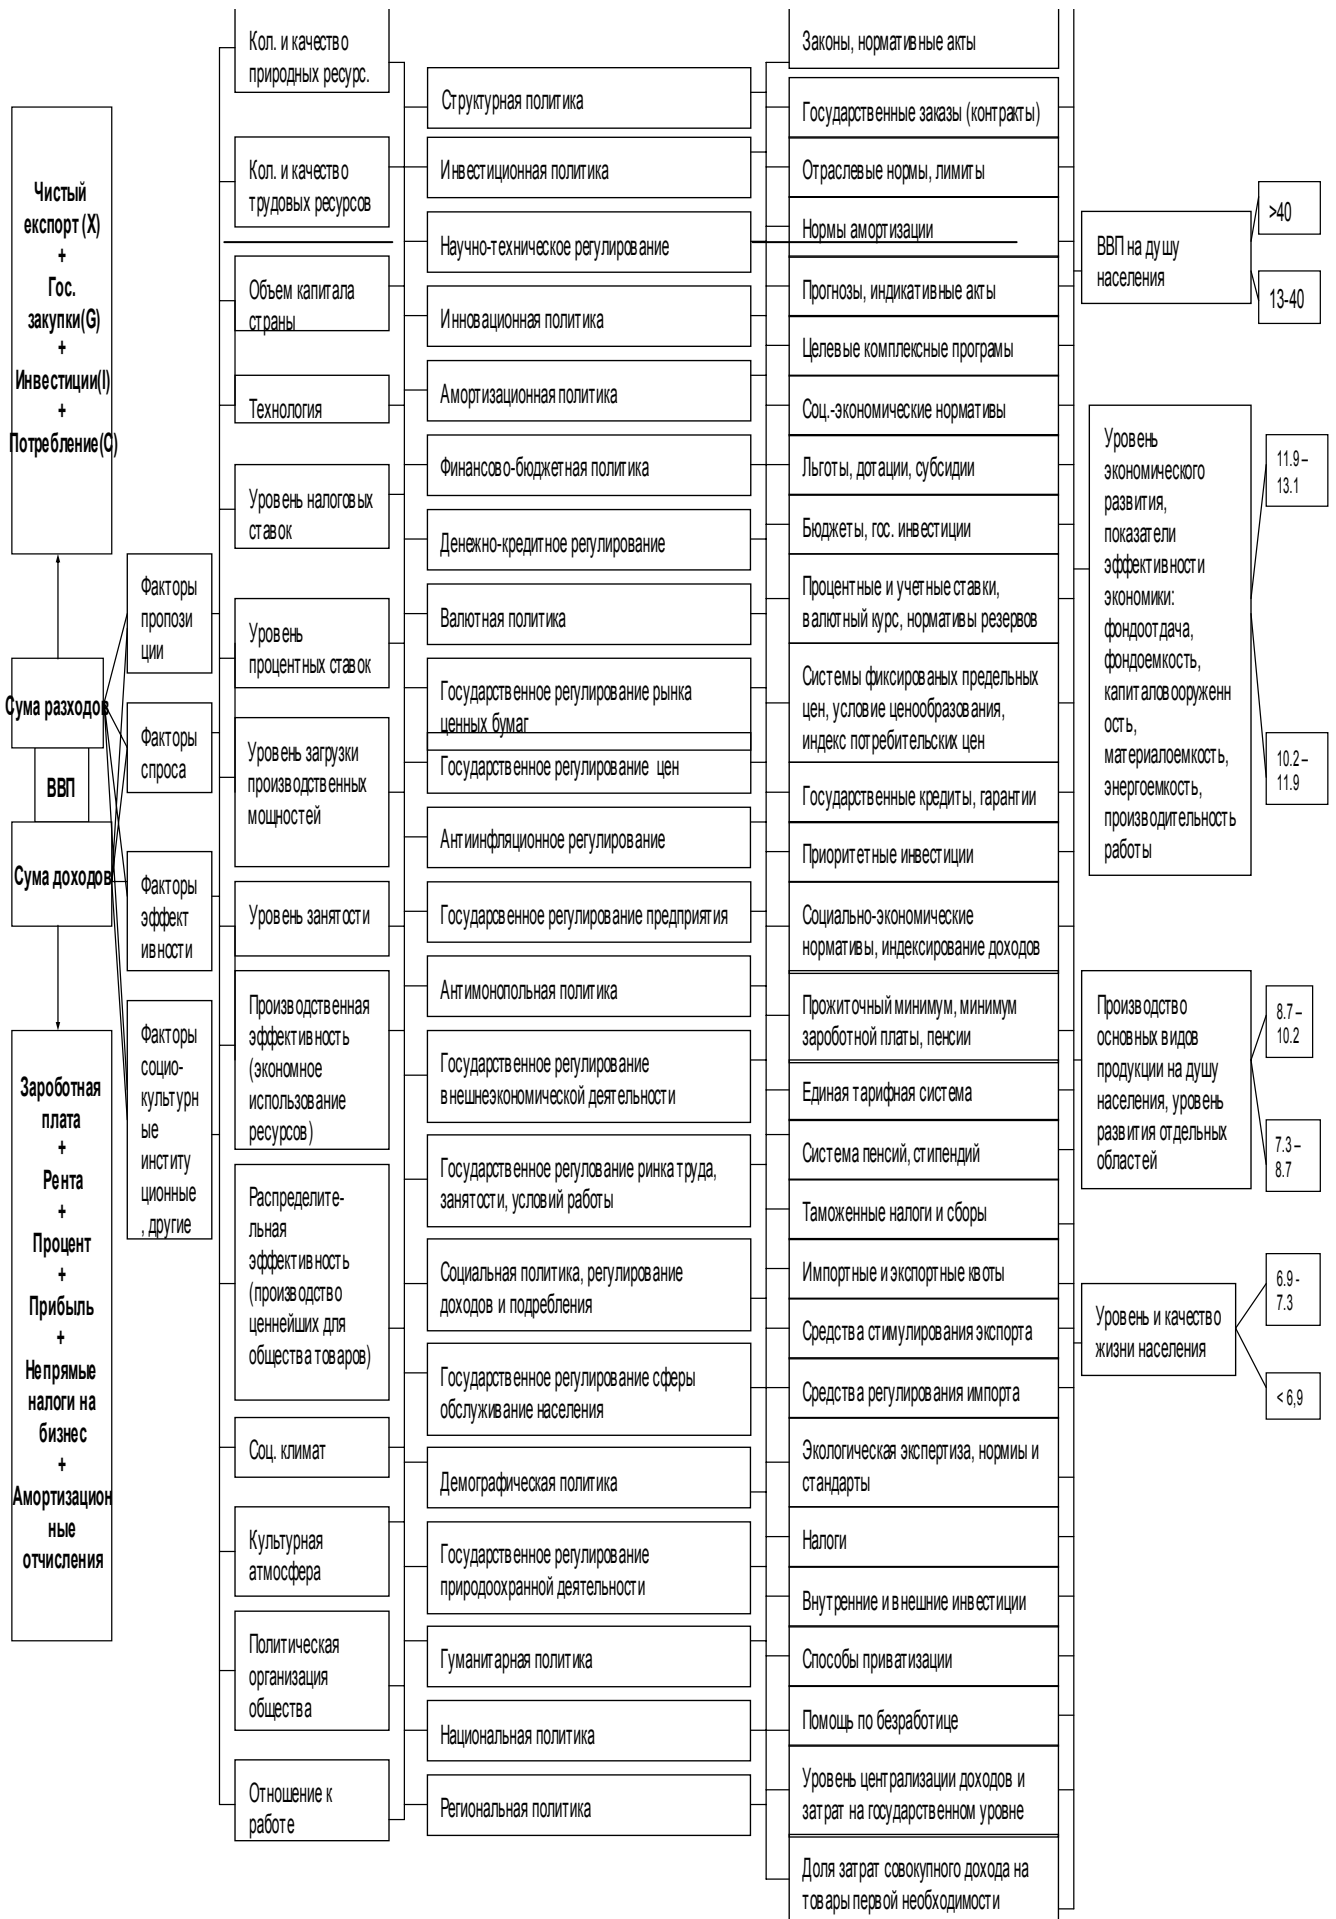 Чистый
експорт (X)
+
Гос.
закупки(G)
+
Инвестиции(I)
+
Потребление(C)
Сума разходов
ВВП
Сума доходов
Зароботная
плата
+
Рента
+
Процент
+
Прибыль
+
Непрямые
налоги на
бизнес
+
Амортизацион
ные
отчисления
Факторы
пропози
ции
Факторы
спроса
Факторы
эффект
ивности
Факторы
социо-
культурн
ые
институ
ционные
, другие
Кол. и качество
природных ресурс.
Кол. и качество
трудовых ресурсов
Объем капитала
страны
Технология
Уровень налоговых
ставок
Уровень
процентных ставок
Уровень загрузки
производственных
мощностей
Уровень занятости
Производственная
эффективность
(экономное
использование
ресурсов)
Распределите-
льная
эффективность
(производство
ценнейших для
общества товаров)
Соц. климат
Культурная
атмосфера
Политическая
организация
общества
Отношение к
работе
Структурная политика
Инвестиционная политика
Научно-техническое регулирование
Инновационная политика
Амортизационная политика
Финансово-бюджетная политика
Денежно-кредитное регулирование
Валютная политика
Государственное регулирование рынка
ценных бумаг
Государственное регулирование цен
Антиинфляционное регулирование
Государсвенное регулирование предприятия
Антимонопольная политика
Государственное регулирование
внешнеэкономической деятельности
Государственное регулование ринка труда,
занятости, условий работы
Социальная политика, регулирование
доходов и подребления
Государственное регулирование сферы
обслуживание населения
Демографическая политика
Государственное регулирование
природоохранной деятельности
Гуманитарная политика
Национальная политика
Региональная политика
Законы, нормативные акты
Государственные заказы (контракты)
Отраслевые нормы, лимиты
Нормы амортизации
Прогнозы, индикативные акты
Целевые комплексные програмы
Соц.-экономические нормативы
Льготы, дотации, субсидии
Бюджеты, гос. инвестиции
Процентные и учетные ставки,
валютный курс, нормативы резервов
Системы фиксированых предельных
цен, условие ценообразования,
индекс потребительских цен
Государственные кредиты, гарантии
Приоритетные инвестиции
Социально-экономические
нормативы, индексирование доходов
Прожиточный минимум, минимум
зароботной платы, пенсии
Единая тарифная система
Система пенсий, стипендий
Таможенные налоги и сборы
Импортные и экспортные квоты
Средства стимулирования экспорта
Средства регулирования импорта
Экологическая экспертиза, нормиы и
стандарты
Налоги
Внутренние и внешние инвестиции
Способы приватизации
Помощь по безработице
Уровень централизации доходов и
затрат на государственном уровне
Доля затрат совокупного дохода на
товары первой необходимости
ВВП на душу
населения
Уровень
экономического
развития,
показатели
эффективности
экономики:
фондоотдача,
фондоемкость,
капиталовооруженн
ость,
материалоемкость,
энергоемкость,
производительность
работы
Производство
основных видов
продукции на душу
населения, уровень
развития отдельных
областей
Уровень и качество
жизни населения
>40
13-40
11.9 –
13.1
10.2 –
11.9
8.7 –
10.2
7.3 –
8.7
6.9 -
7.3
< 6,9